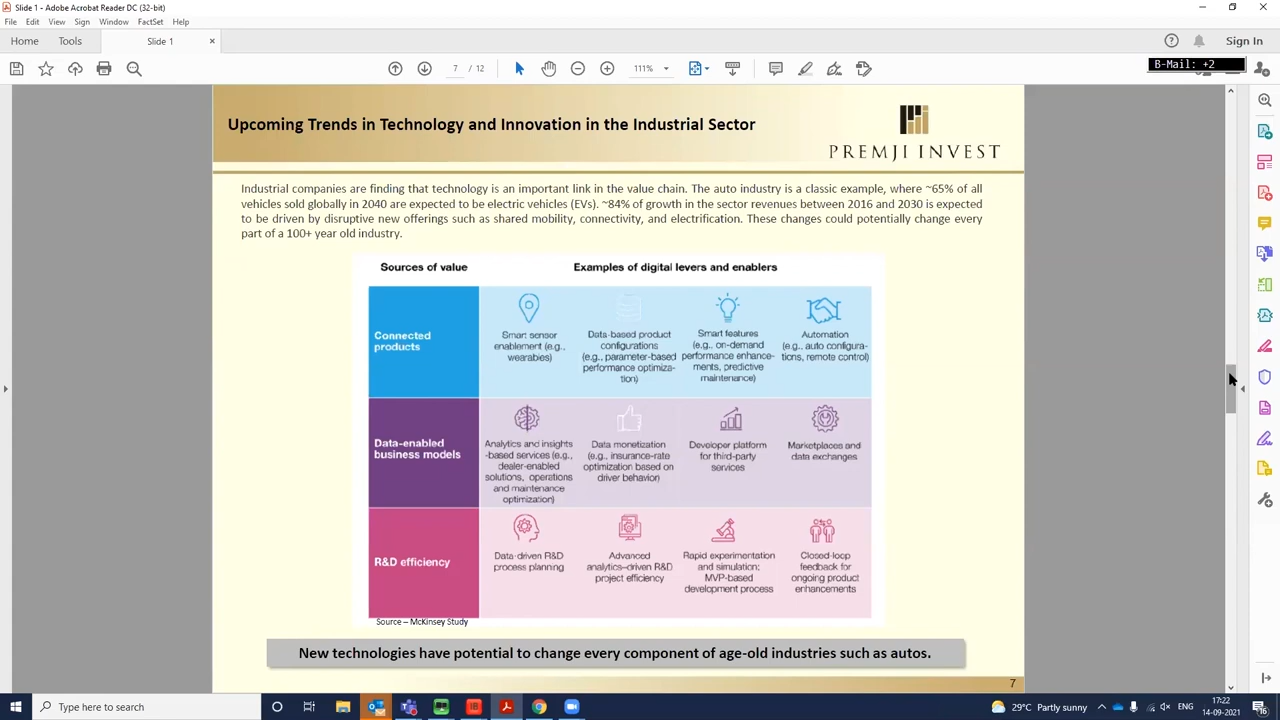 Slide 1 - Adobe Acrobat Reader DC (32-bit)
File Edit View Sign Window FactSet Help
Home Tools Slide 1 × Sign In
7 / 12 111%
B-Mail: +2
Upcoming Trends in Technology and Innovation in the Industrial Sector
PREMJI INVEST
Industrial companies are finding that technology is an important link in the value chain. The auto industry is a classic example, where ~65% of all
vehicles sold globally in 2040 are expected to be electric vehicles (EVs). ~84% of growth in the sector revenues between 2016 and 2030 is expected
to be driven by disruptive new offerings such as shared mobility, connectivity, and electrification. These changes could potentially change every
part of a 100+ year old industry.
Sources of value
Examples of digital levers and enablers
Connected
products
Smart sensor
enablement (e.g.,
wearables)
Data-based product
configurations
(e.g., parameter-based
performance optimiza-
tion)
Smart features
(e.g., on-demand
performance enhance-
ments, predictive
maintenance)
Automation
(e.g., auto configura-
tions, remote control)
Data-enabled
business models
Analytics and insights
-based services (e.g.,
dealer-enabled
solutions, operations
and maintenance
optimization)
Data monetization
(e.g., insurance-rate
optimization based on
driver behavior)
Developer platform
for third-party
services
Marketplaces and
data exchanges
R&D efficiency
Data-driven R&D
process planning
Advanced
analytics–driven R&D
project efficiency
Rapid experimentation
and simulation;
MVP-based
development process
Closed-loop
feedback for
ongoing product
enhancements
Source – McKinsey Study
New technologies have potential to change every component of age-old industries such as autos.
7
Type here to search
29°C Partly sunny
17:22
14-09-2021